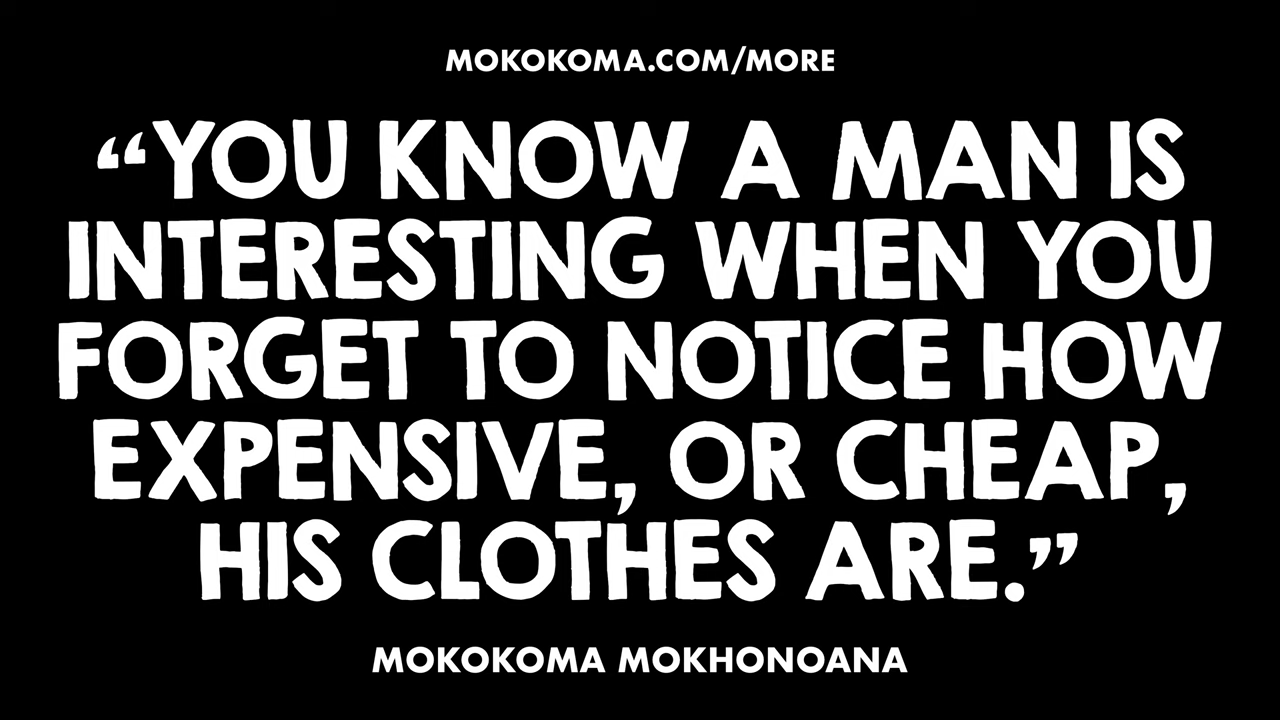 MOKOKOMA.COM/MORE
“YOU KNOW A MAN IS
INTERESTING WHEN YOU
FORGET TO NOTICE HOW
EXPENSIVE, OR CHEAP,
HIS CLOTHES ARE.”
MOKOKOMA MOKHONOANA